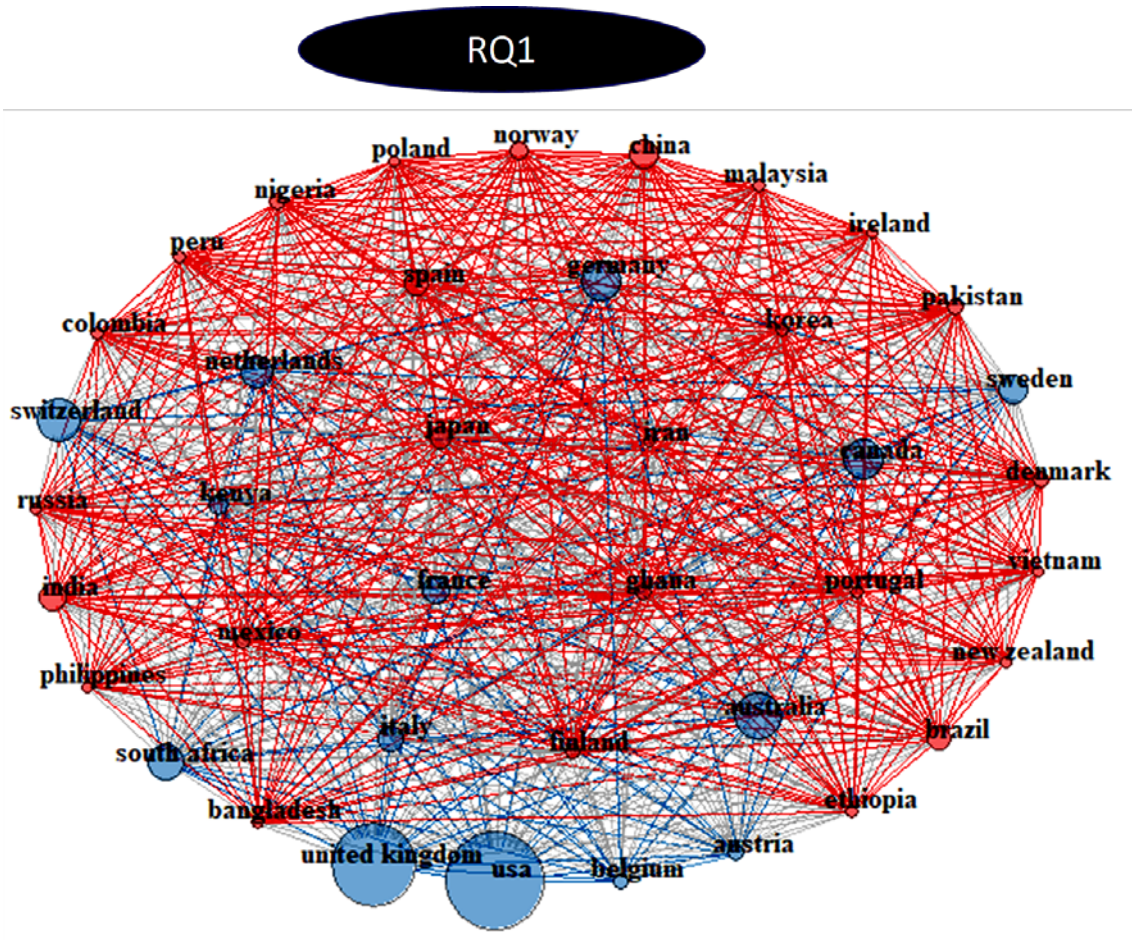 RQ1
norway
china
poland
malaysia
nigeria
ireland
peru
spain
germany
pakistan
colombia
korea
netherlands
sweden
switzerland
japan
iran
canada
denmark
russia
kenya
vietnam
india
france
ghana
portugal
mexico
new zealand
philippines
australia
italy
finland
brazil
south africa
bangladesh
ethiopia
united kingdom
usa
belgium
austria